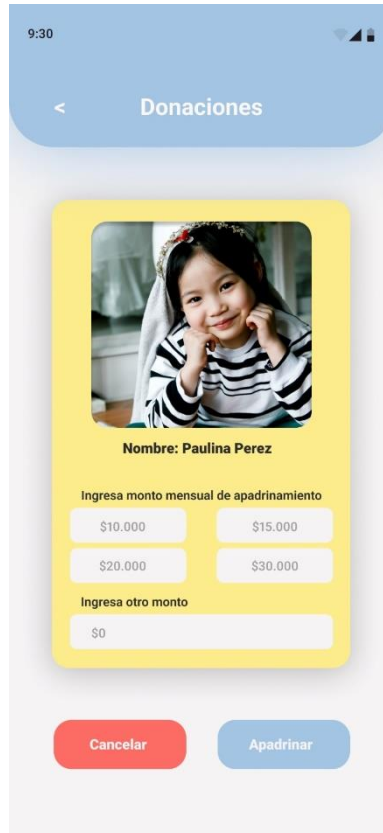 9:30
< Donaciones
Nombre: Paulina Perez
Ingresa monto mensual de apadrinamiento
$10.000 $15.000
$20.000 $30.000
Ingresa otro monto
$0
Cancelar Apadrinar